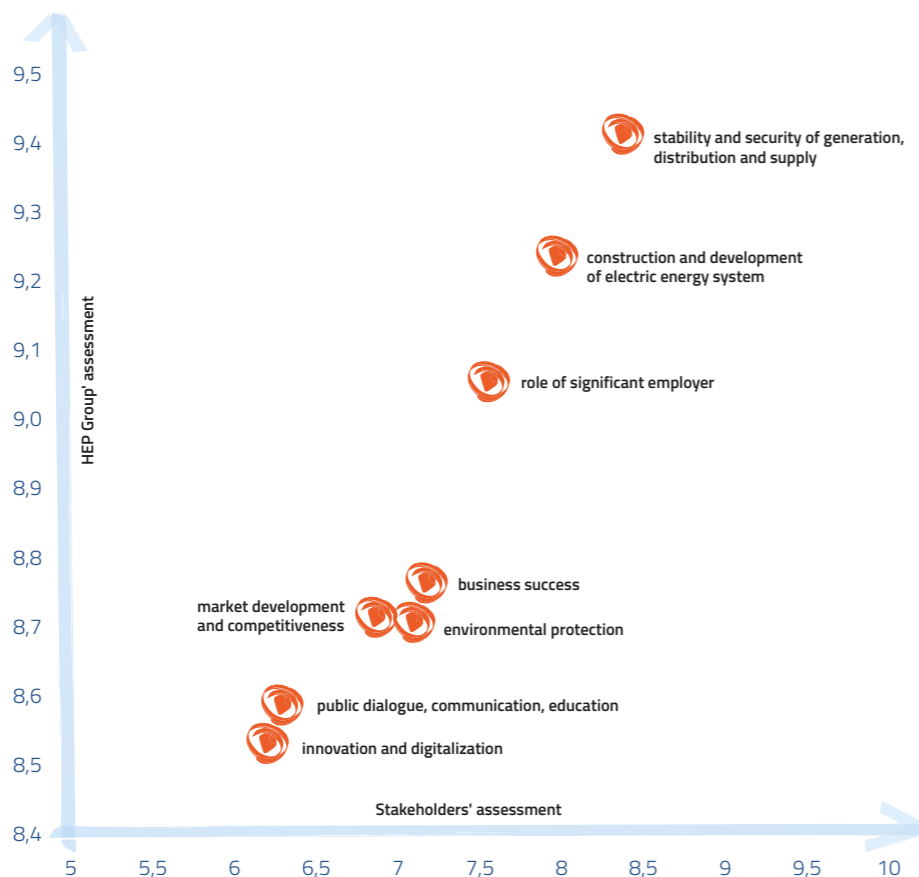 9,5
9,4
stability and security of generation,
distribution and supply
9,3
construction and development
of electric energy system
9,2
HEP Group' assessment
9,1
role of significant employer
9,0
8,9
8,8
business success
market development
and competitiveness
8,7
environmental protection
8,6
public dialogue, communication, education
innovation and digitalization
8,5
Stakeholders' assessment
8,4
5 5,5 6 6,5 7 7,5 8 8,5 9 9,5 10